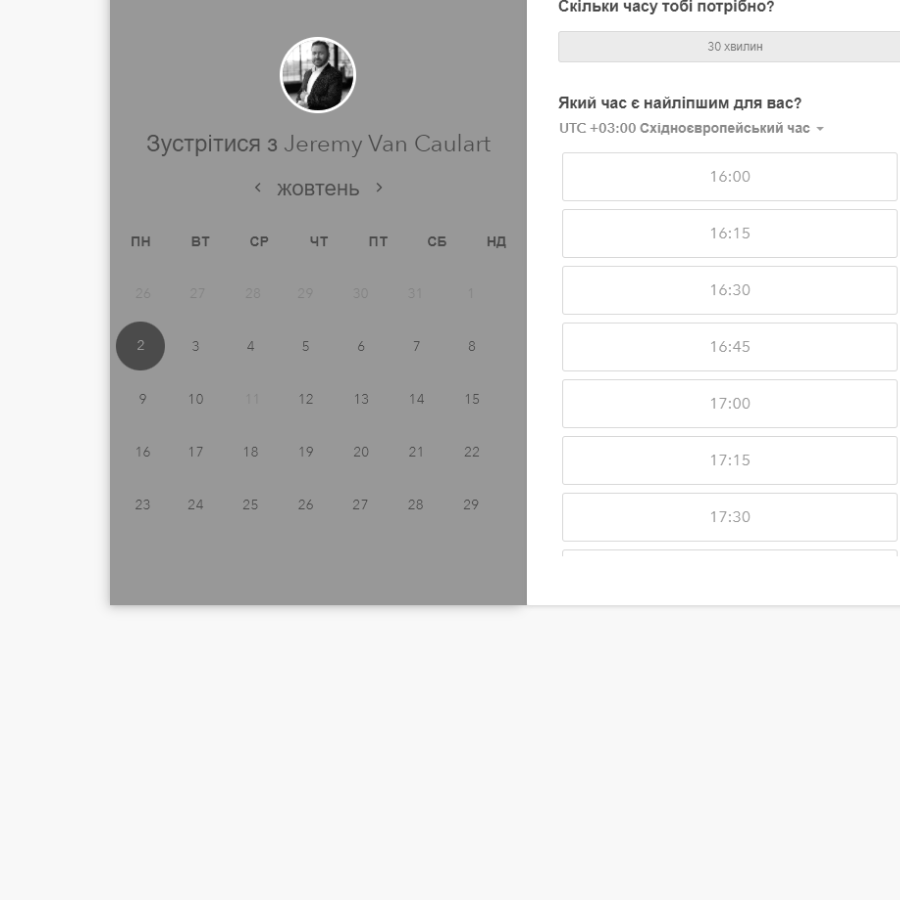 Зустрітися з Jeremy Van Caulart
жовтень
ПН ВТ СР ЧТ ПТ СБ НД
26 27 28 29 30 31 1
2 3 4 5 6 7 8
9 10 11 12 13 14 15
16 17 18 19 20 21 22
23 24 25 26 27 28 29
Скільки часу тобі потрібно?
30 хвилин
Який час є найліпшим для вас?
UTC +03:00 Східноєвропейський час
16:00
16:15
16:30
16:45
17:00
17:15
17:30